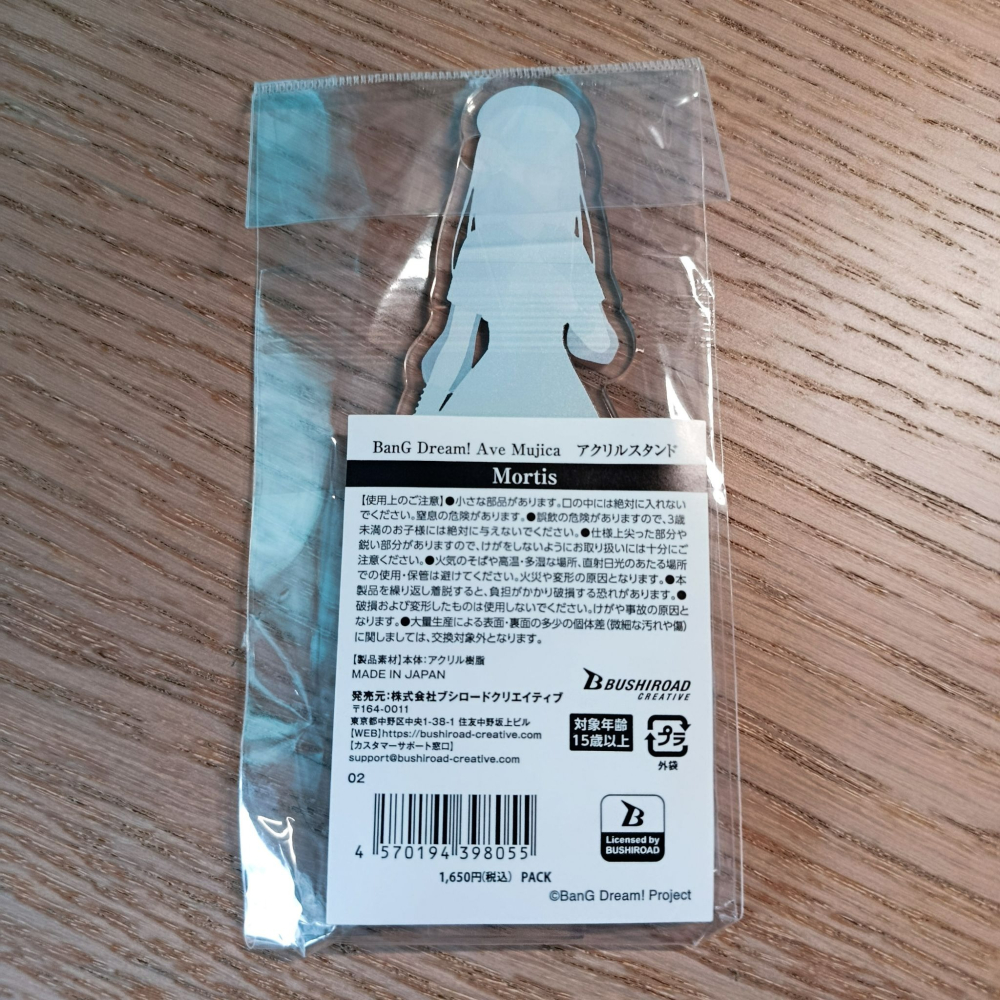 BanG Dream! Ave Mujica アクリルスタンド
Mortis
【使用上のご注意】●小さな部品があります。口の中には絶対に入れない
でください。窒息の危険があります。●誤飲の危険がありますので、3歳
未満のお子様には絶対に与えないでください。●仕様上尖った部分や
鋭い部分がありますので、けがをしないようにお取り扱いには十分にご
注意ください。●火気のそばや高温・多湿な場所、直射日光のあたる場所
での使用・保管は避けてください。火災や変形の原因となります。●本
製品を繰り返し着脱すると、負担がかかり破損する恐れがあります。●
破損および変形したものは使用しないでください。けがや事故の原因と
なります。●大量生産による表面・裏面の多少の個体差(微細な汚れや傷)
に関しましては、交換対象外となります。
【製品素材】本体:アクリル樹脂
MADE IN JAPAN
発売元:株式会社ブシロードクリエイティブ
〒164-0011
東京都中野区中央1-38-1 住友中野坂上ビル
【WEB】https://bushiroad-creative.com
【カスタマーサポート窓口】
support@bushiroad-creative.com
BUSHIROAD
CREATIVE
対象年齢
15歳以上
プラ
外袋
02
4 570194 398055
1,650円(税込) PACK
B
Licensed by
BUSHIROAD
©BanG Dream! Project